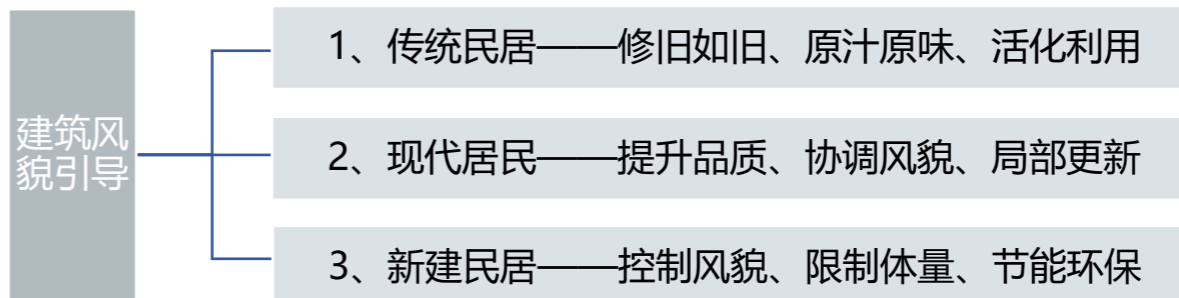 建筑风
貌引导
1、传统民居——修旧如旧、原汁原味、活化利用
2、现代居民——提升品质、协调风貌、局部更新
3、新建民居——控制风貌、限制体量、节能环保